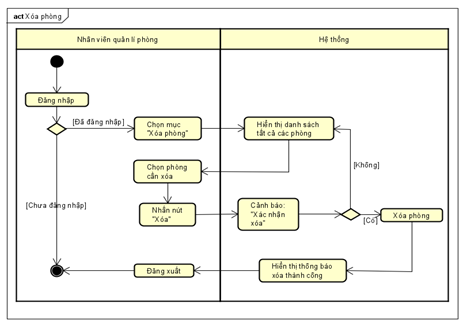 act Xóa phòng
Nhân viên quản lí phòng
Hệ thống
Đăng nhập
[Đã đăng nhập]
Chọn mục
"Xóa phòng"
Hiển thị danh sách
tất cả các phòng
Chọn phòng
cần xóa
[Không]
[Chưa đăng nhập]
Nhấn nút
"Xóa"
Cảnh báo:
"Xác nhận
xóa"
[Có]
Xóa phòng
Đăng xuất
Hiển thị thông báo
xóa thành công